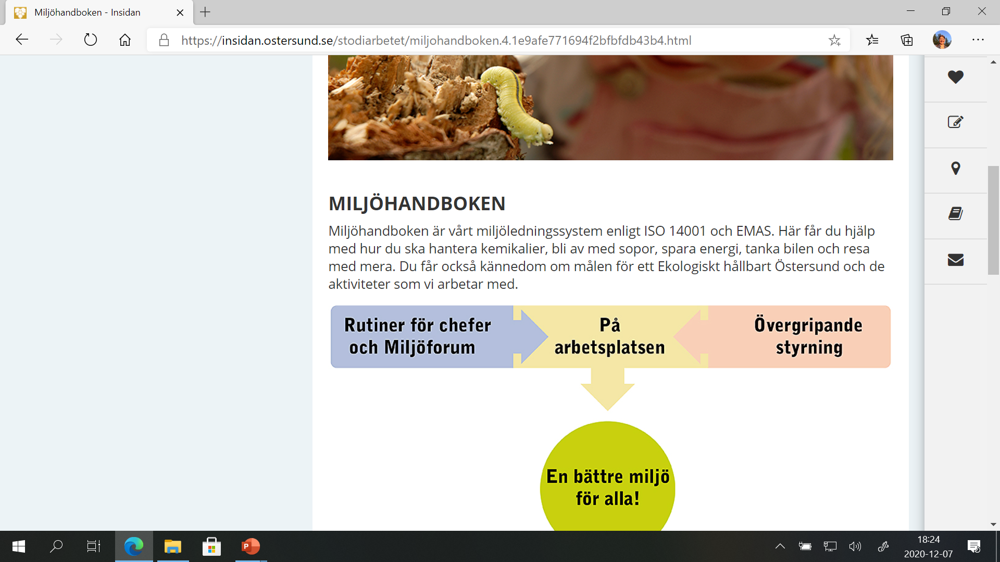 Miljöhandboken - Insidan
https://insidan.ostersund.se/stodiarbetet/miljohandboken.4.1e9afe771694f2bfbfdb43b4.html
MILJÖHANDBOKEN
Miljöhandboken är vårt miljöledningssystem enligt ISO 14001 och EMAS. Här får du hjälp
med hur du ska hantera kemikalier, bli av med sopor, spara energi, tanka bilen och resa
med mera. Du får också kännedom om målen för ett Ekologiskt hållbart Östersund och de
aktiviteter som vi arbetar med.
Rutiner för chefer
och Miljöforum
På
arbetsplatsen
Övergripande
styrning
En bättre miljö
för alla!
P
18:24
2020-12-07